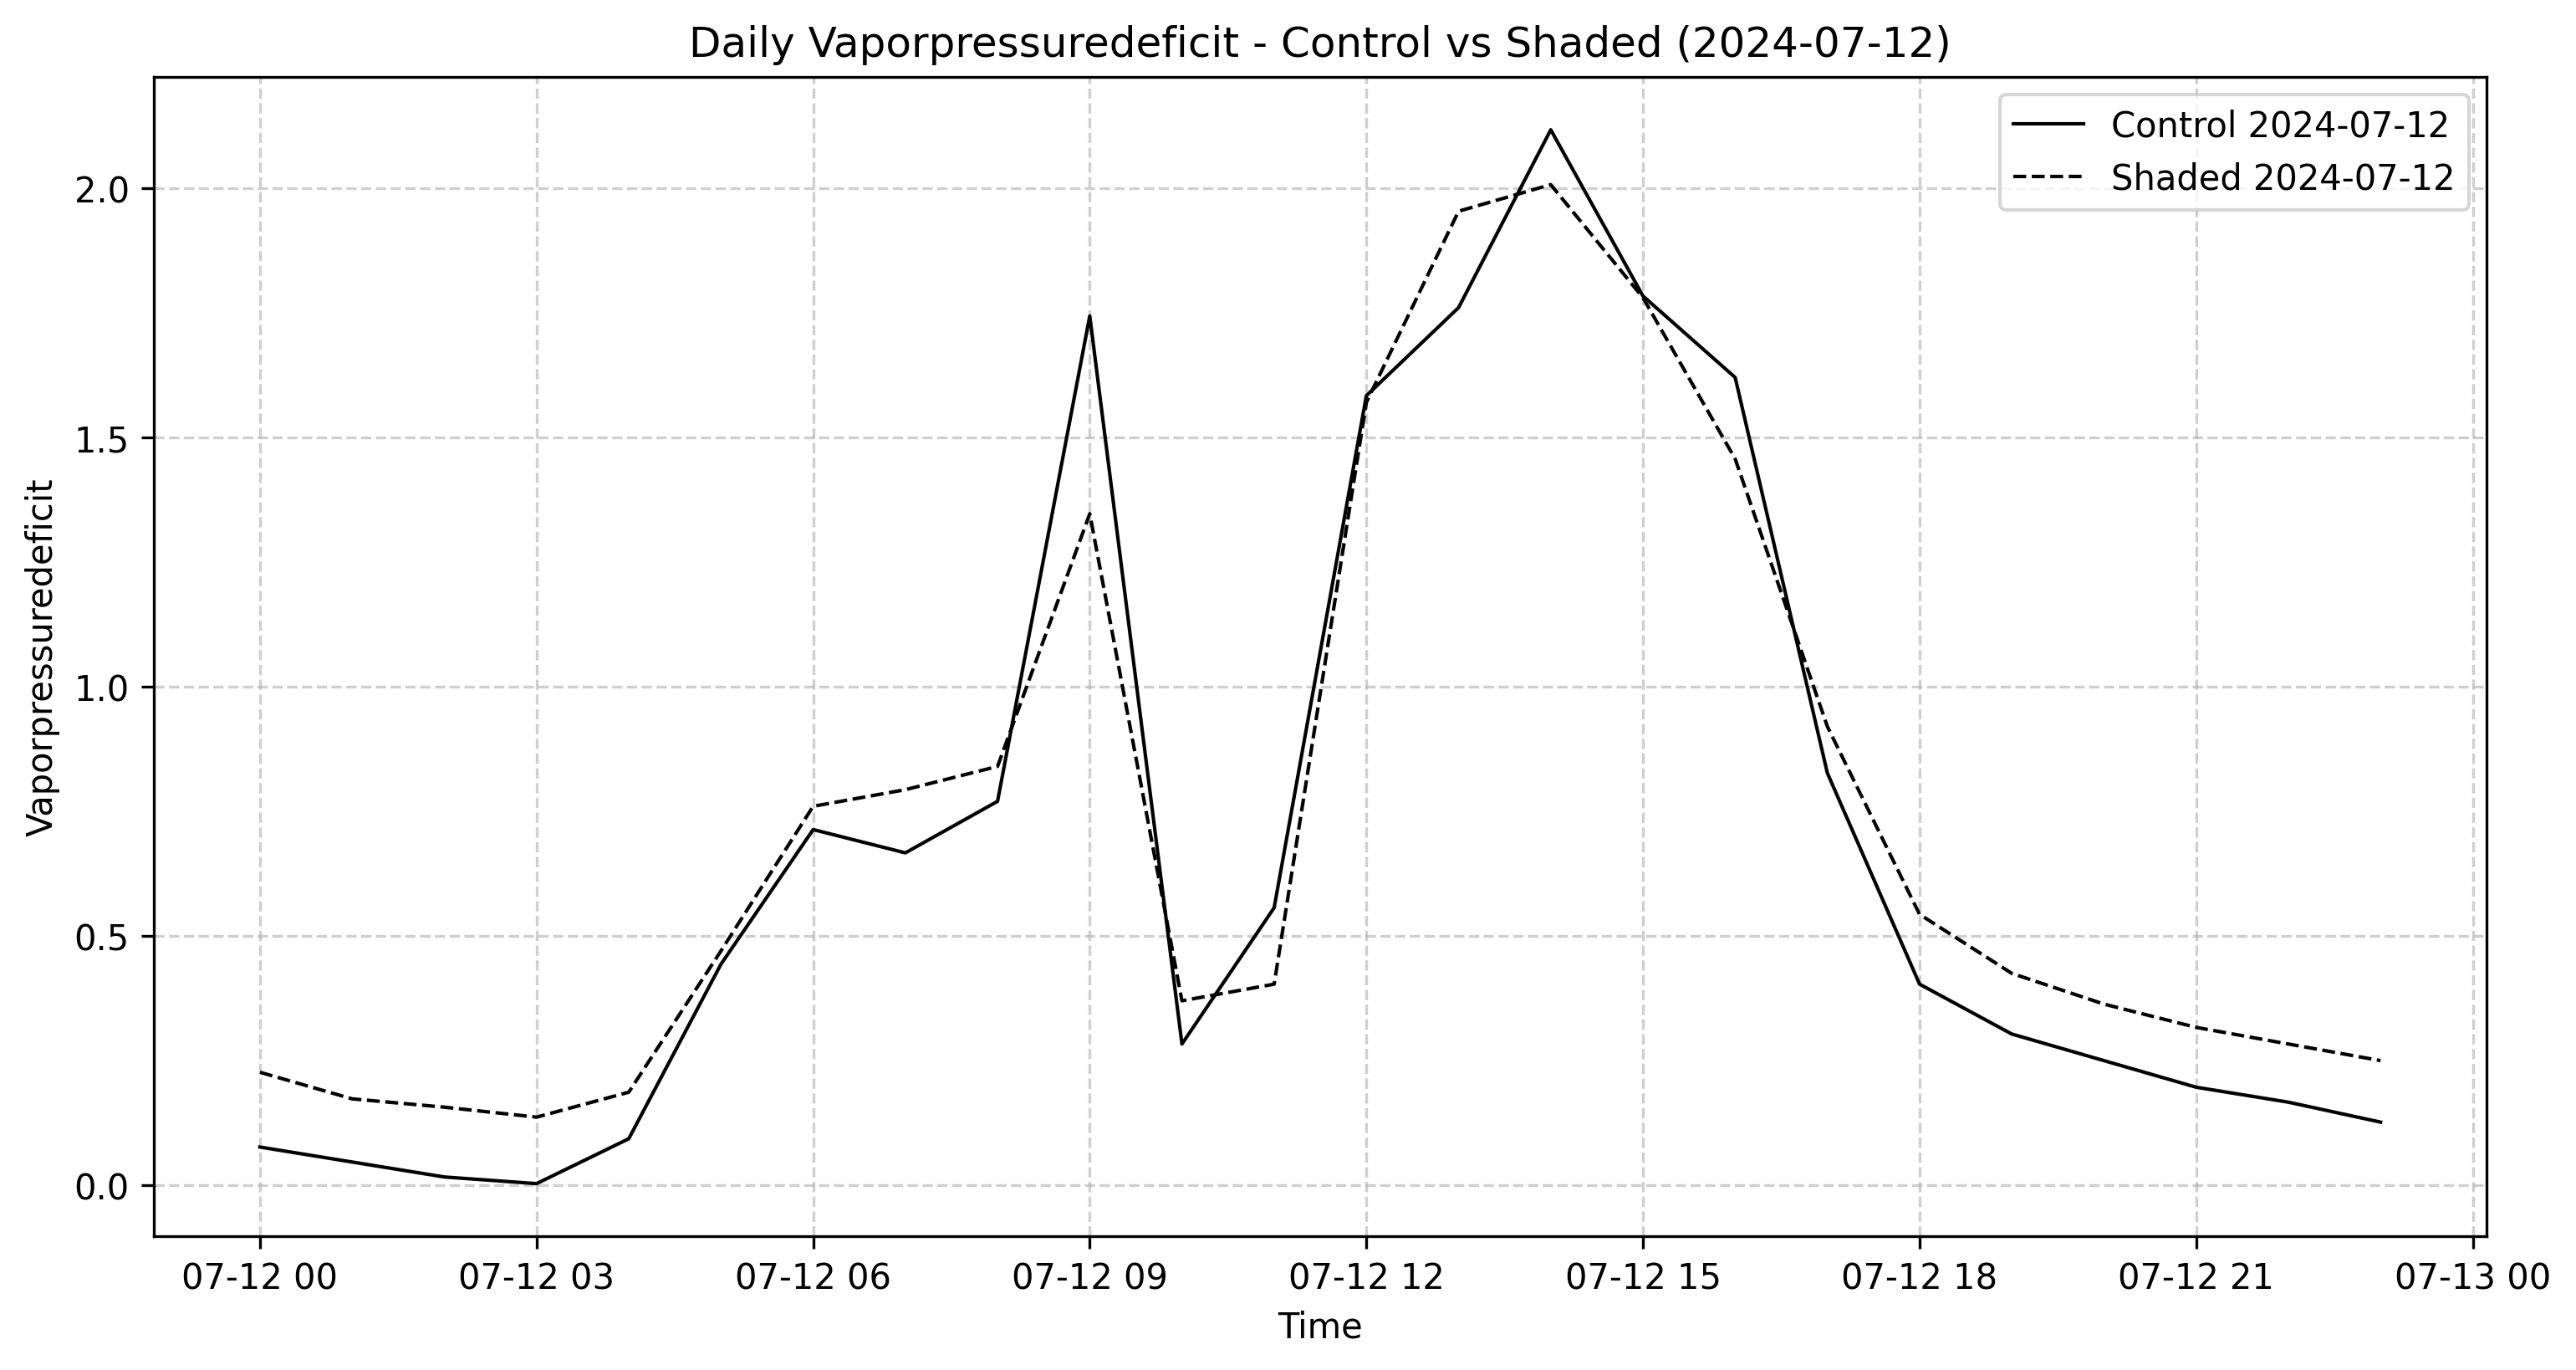 Daily Vaporpressuredeficit - Control vs Shaded (2024-07-12)
Control 2024-07-12
Shaded 2024-07-12
Vaporpressuredeficit
2.0
1.5
1.0
0.5
0.0
07-12 00 07-12 03 07-12 06 07-12 09 07-12 12 07-12 15 07-12 18 07-12 21 07-13 00
Time